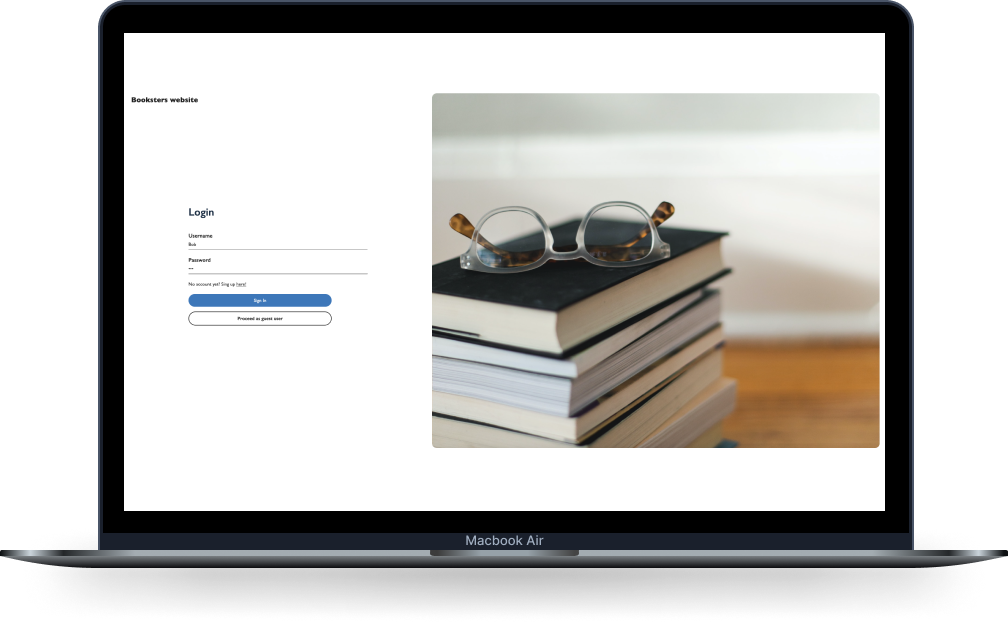 Booksters website
Login
Username
Bob
Password
•••
No account yet? Sing up here!
Sign In
Proceed as guest user
Macbook Air